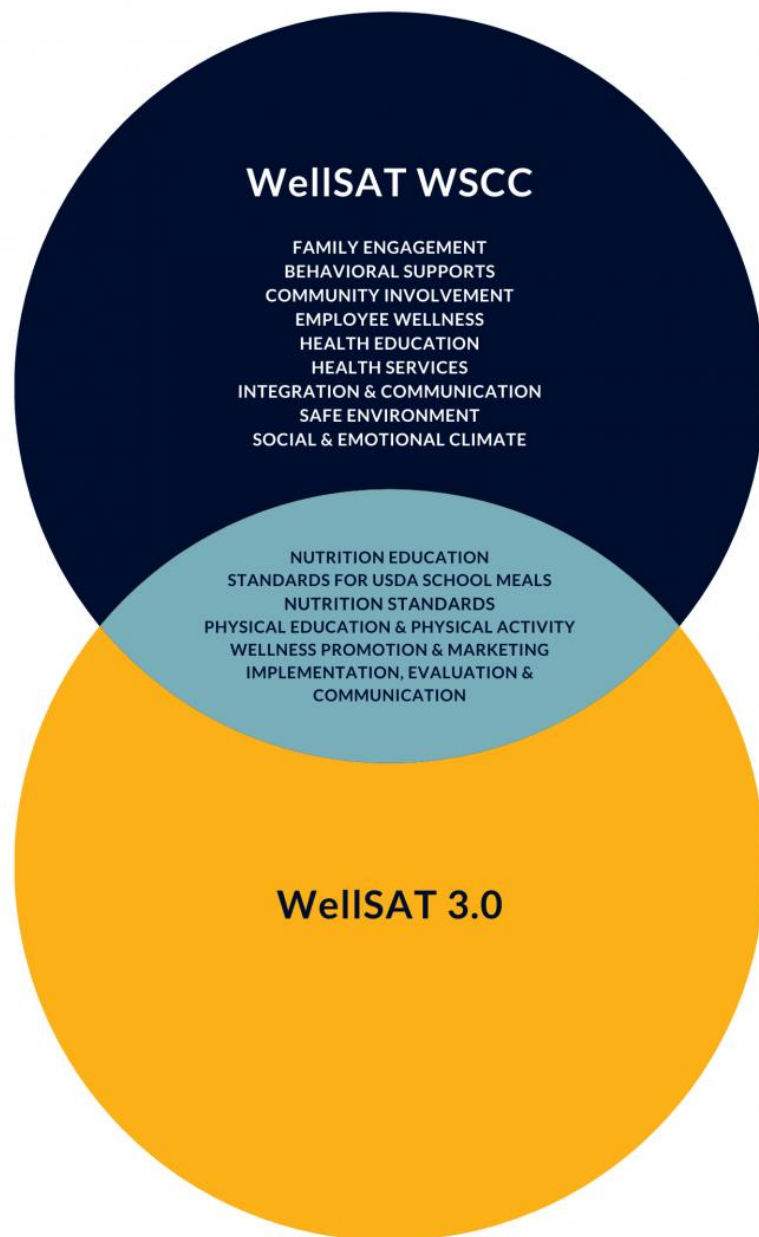 WellSAT WSCC
FAMILY ENGAGEMENT
BEHAVIORAL SUPPORTS
COMMUNITY INVOLVEMENT
EMPLOYEE WELLNESS
HEALTH EDUCATION
HEALTH SERVICES
INTEGRATION & COMMUNICATION
SAFE ENVIRONMENT
SOCIAL & EMOTIONAL CLIMATE
NUTRITION EDUCATION
STANDARDS FOR USDA SCHOOL MEALS
NUTRITION STANDARDS
PHYSICAL EDUCATION & PHYSICAL ACTIVITY
WELLNESS PROMOTION & MARKETING
IMPLEMENTATION, EVALUATION &
COMMUNICATION
WellSAT 3.0